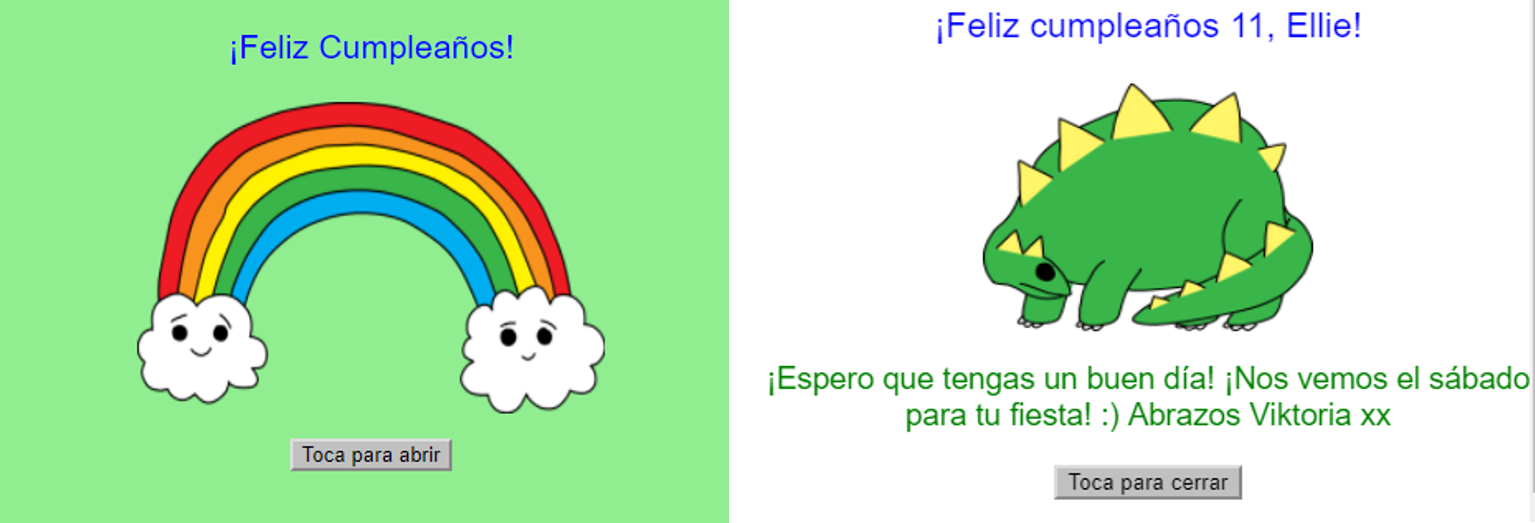 ¡Feliz Cumpleaños!
Toca para abrir
¡Feliz cumpleaños 11, Ellie!
¡Espero que tengas un buen día! ¡Nos vemos el sábado
para tu fiesta! :) Abrazos Viktoria xx
Toca para cerrar